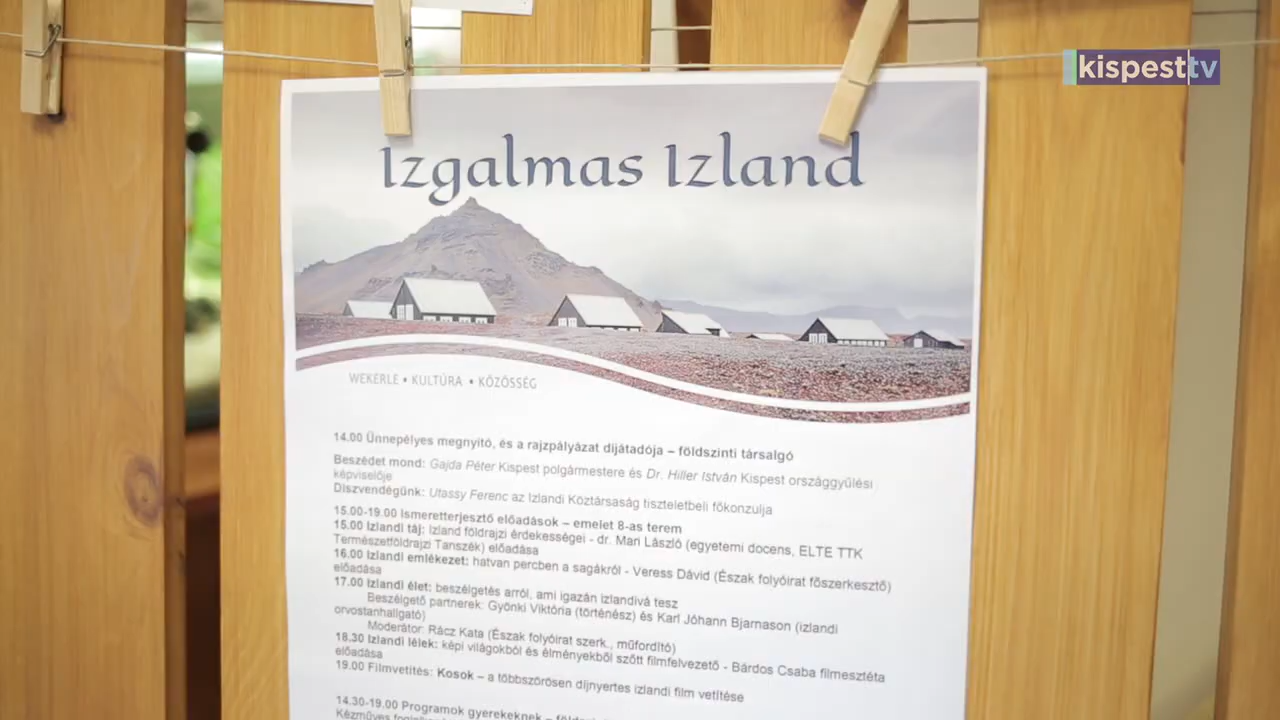 kispesttv
Izgalmas Izland
WEKERLE • KULTÚRA • KÖZÖSSÉG
14.00 Ünnepélyes megnyitó, és a rajzpályázat díjátadója – földszinti társalgó
Beszédet mond: Gajda Péter Kispest polgármestere és Dr. Hiller István Kispest országgyűlési
képviselője
Díszvendégünk: Utassy Ferenc az Izlandi Köztársaság tiszteletbeli főkonzulja
15.00-19.00 Ismeretterjesztő előadások – emelet 8-as terem
15.00 Izlandi táj: Izland földrajzi érdekességei - dr. Mari László (egyetemi docens, ELTE TTK
Természetföldrajzi Tanszék) előadása
16.00 Izlandi emlékezet: hatvan percben a sagákról - Veress Dávid (Észak folyóirat főszerkesztő)
előadása
17.00 Izlandi élet: beszélgetés arról, ami igazán izlandivá tesz
Beszélgető partnerek: Gyönki Viktória (történész) és Karl Jóhann Bjarnason (izlandi
orvostanhallgató)
Moderátor: Rácz Kata (Észak folyóirat szerk., műfordító)
18.30 Izlandi lélek: képi világokból és élményekből szőtt filmfelvezető - Bárdos Csaba filmesztéta
előadása
19.00 Filmvetítés: Kosok – a többszörösen díjnyertes izlandi film vetítése
14.30-19.00 Programok gyerekeknek –
Kézműves